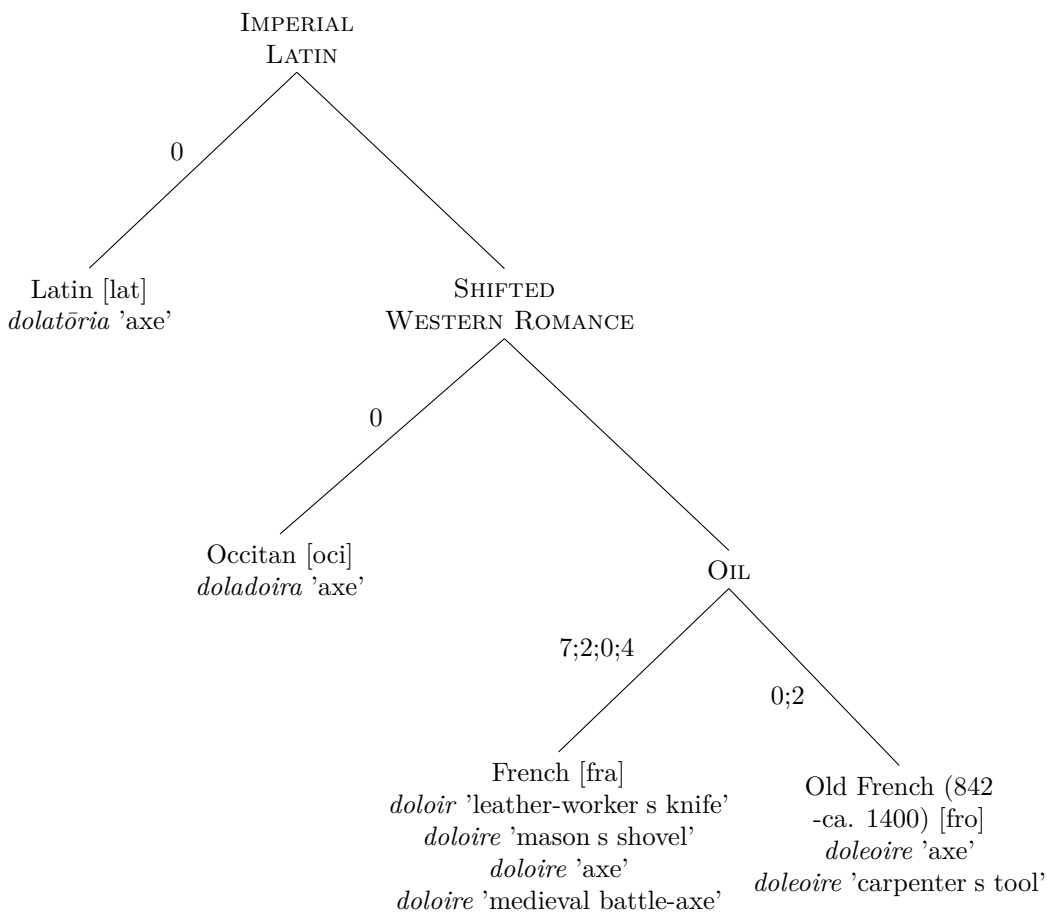 IMPERIAL
LATIN
0
Latin [lat]
dolatōria 'axe'
SHIFTED
WESTERN ROMANCE
0
Occitan [oci]
doladoira 'axe'
OIL
7;2;0;4
0;2
French [fra]
doloir 'leather-worker s knife'
doloire 'mason s shovel'
doloire 'axe'
doloire 'medieval battle-axe'
Old French (842
-ca. 1400) [fro]
doleoire 'axe'
doleoire 'carpenter s tool'